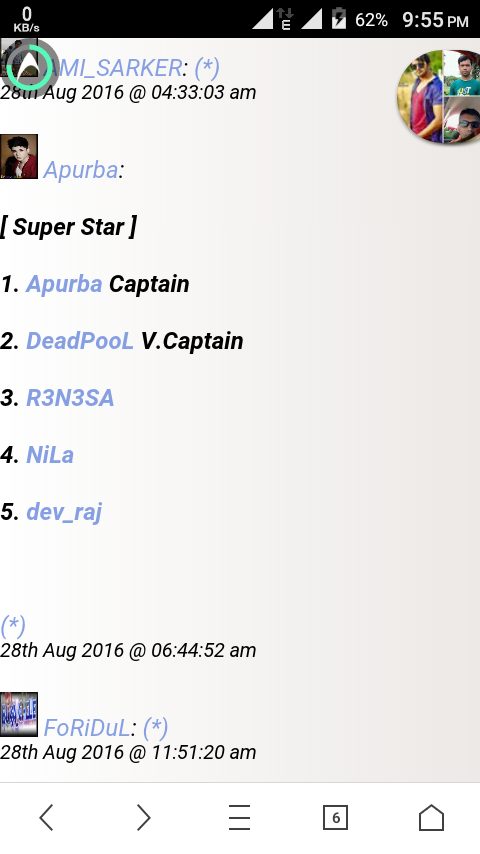 0
KB/s
62%
9:55 PM
AMI_SARKER: (*)
28th Aug 2016 @ 04:33:03 am
Apurba:
[ Super Star ]
1. Apurba Captain
2. DeadPooL V.Captain
3. R3N3SA
4. NiLa
5. dev_raj
(*)
28th Aug 2016 @ 06:44:52 am
FoRiDuL: (*)
28th Aug 2016 @ 11:51:20 am
6